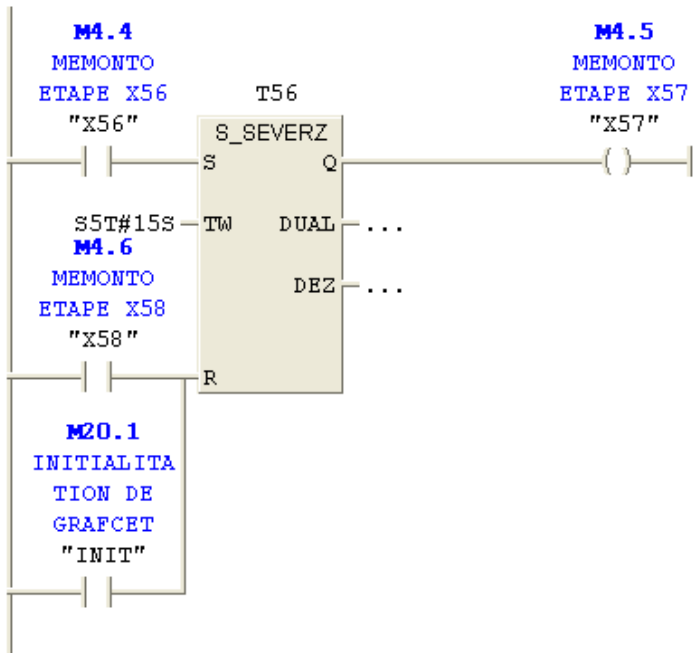 M4.4
MEMONTO
ETAPE X56
"X56"
T56
S_SEVERZ
M4.5
MEMONTO
ETAPE X57
"X57"
S
Q
S5T#15S
TW
DUAL
...
DEZ
...
M4.6
MEMONTO
ETAPE X58
"X58"
R
M20.1
INITIALITA
TION DE
GRAFCET
"INIT"